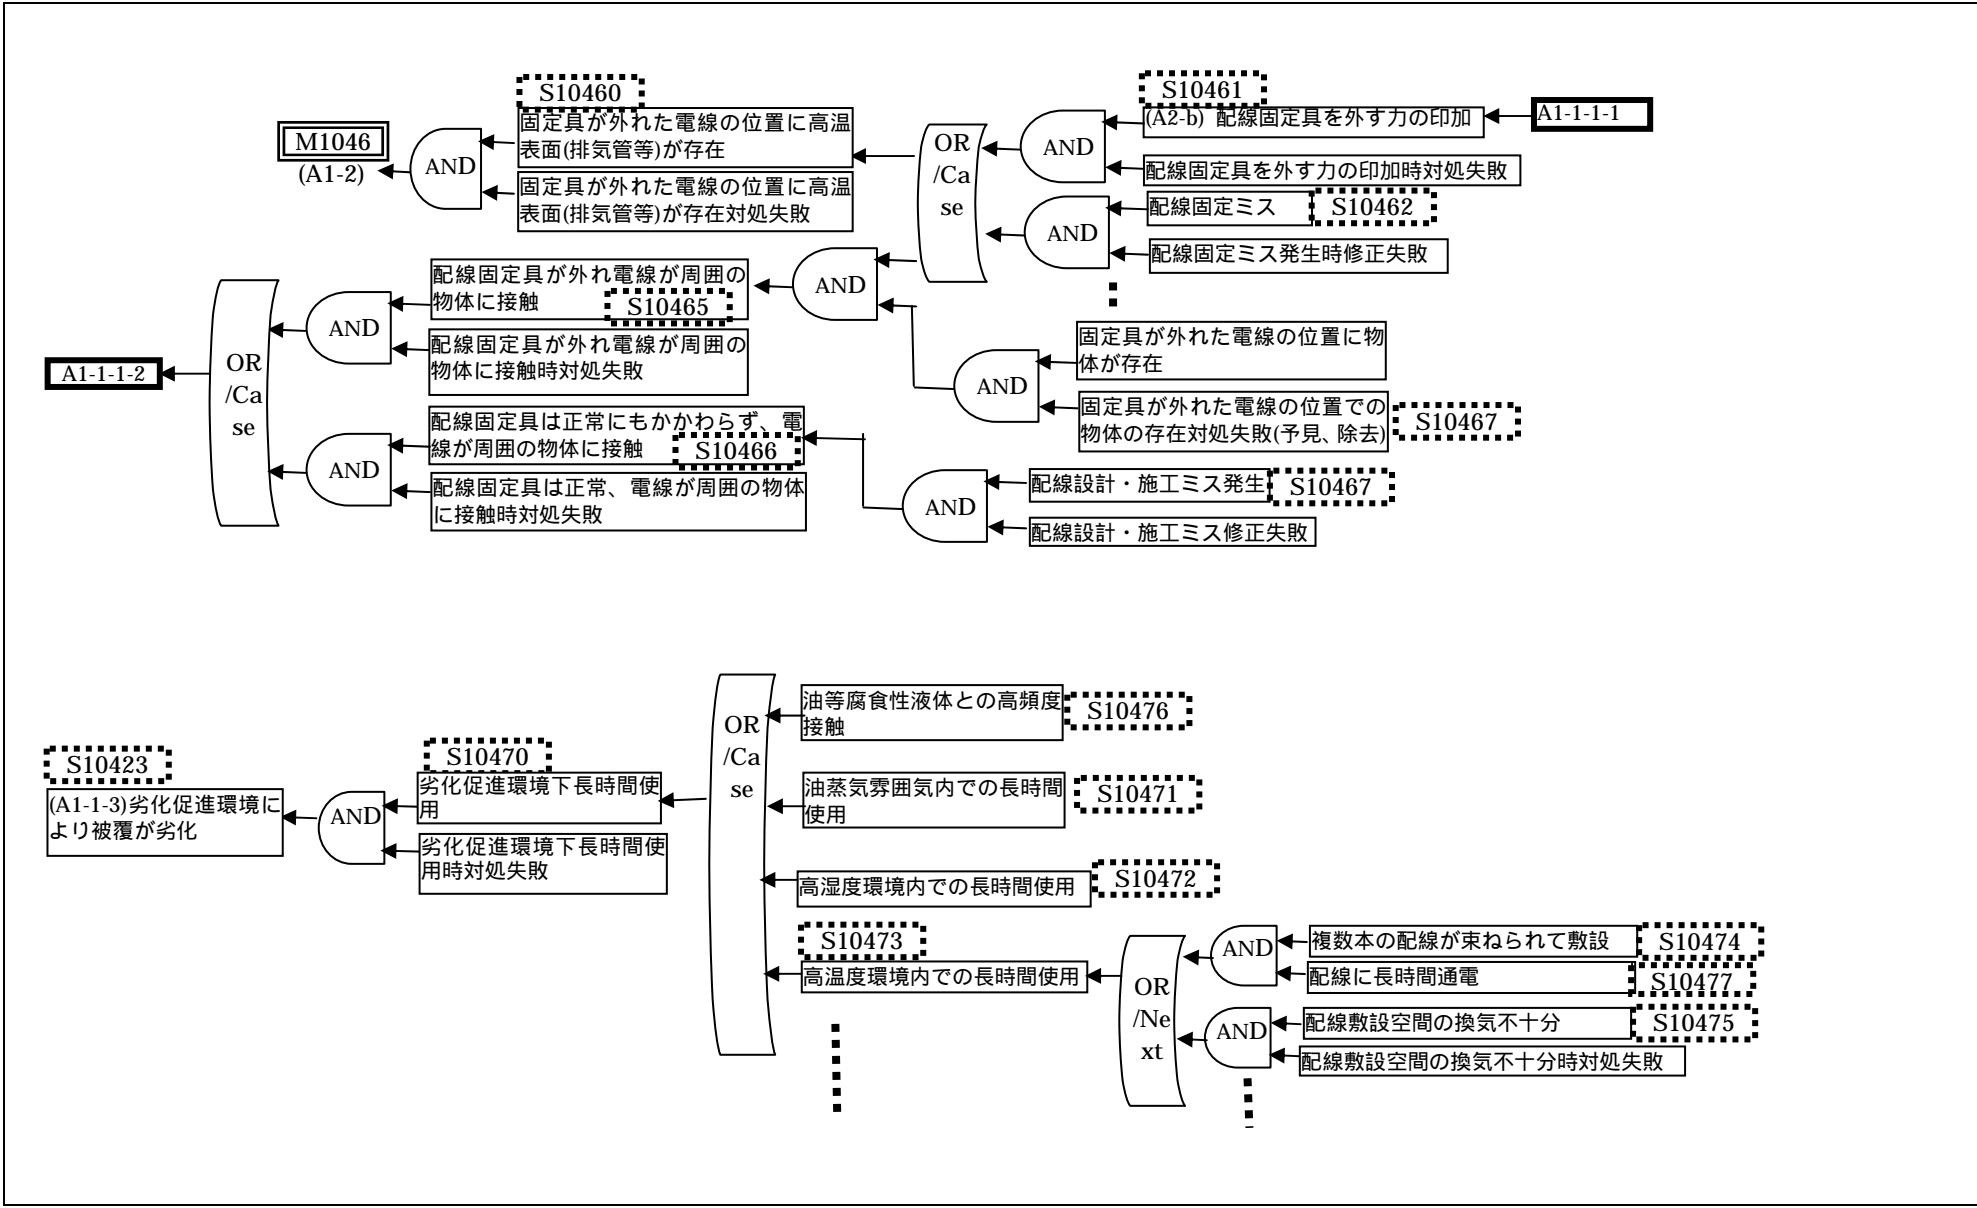 S10460
固定具が外れた電線の位置に高温
表面(排気管等)が存在
M1046
(A1-2)
AND
固定具が外れた電線の位置に高温
表面(排気管等)が存在対処失敗
OR
/Ca
se
AND
S10461
(A2-b) 配線固定具を外す力の印加
A1-1-1-1
配線固定具を外す力の印加時対処失敗
AND
配線固定ミス
S10462
配線固定ミス発生時修正失敗
A1-1-1-2
OR
/Ca
se
AND
配線固定具が外れ電線が周囲の
物体に接触
S10465
配線固定具が外れ電線が周囲の
物体に接触時対処失敗
AND
AND
固定具が外れた電線の位置に物
体が存在
固定具が外れた電線の位置での
物体の存在対処失敗(予見、除去)
S10467
AND
配線固定具は正常にもかかわらず、電
線が周囲の物体に接触
S10466
配線固定具は正常、電線が周囲の物体
に接触時対処失敗
AND
配線設計・施工ミス発生
S10467
配線設計・施工ミス修正失敗
S10423
(A1-1-3)劣化促進環境に
より被覆が劣化
AND
S10470
劣化促進環境下長時間使
用
劣化促進環境下長時間使
用時対処失敗
OR
/Ca
se
油等腐食性液体との高頻度
接触
S10476
油蒸気雰囲気内での長時間
使用
S10471
高湿度環境内での長時間使用
S10472
S10473
高温度環境内での長時間使用
OR
/Ne
xt
AND
複数本の配線が束ねられて敷設
S10474
配線に長時間通電
S10477
AND
配線敷設空間の換気不十分
S10475
配線敷設空間の換気不十分時対処失敗